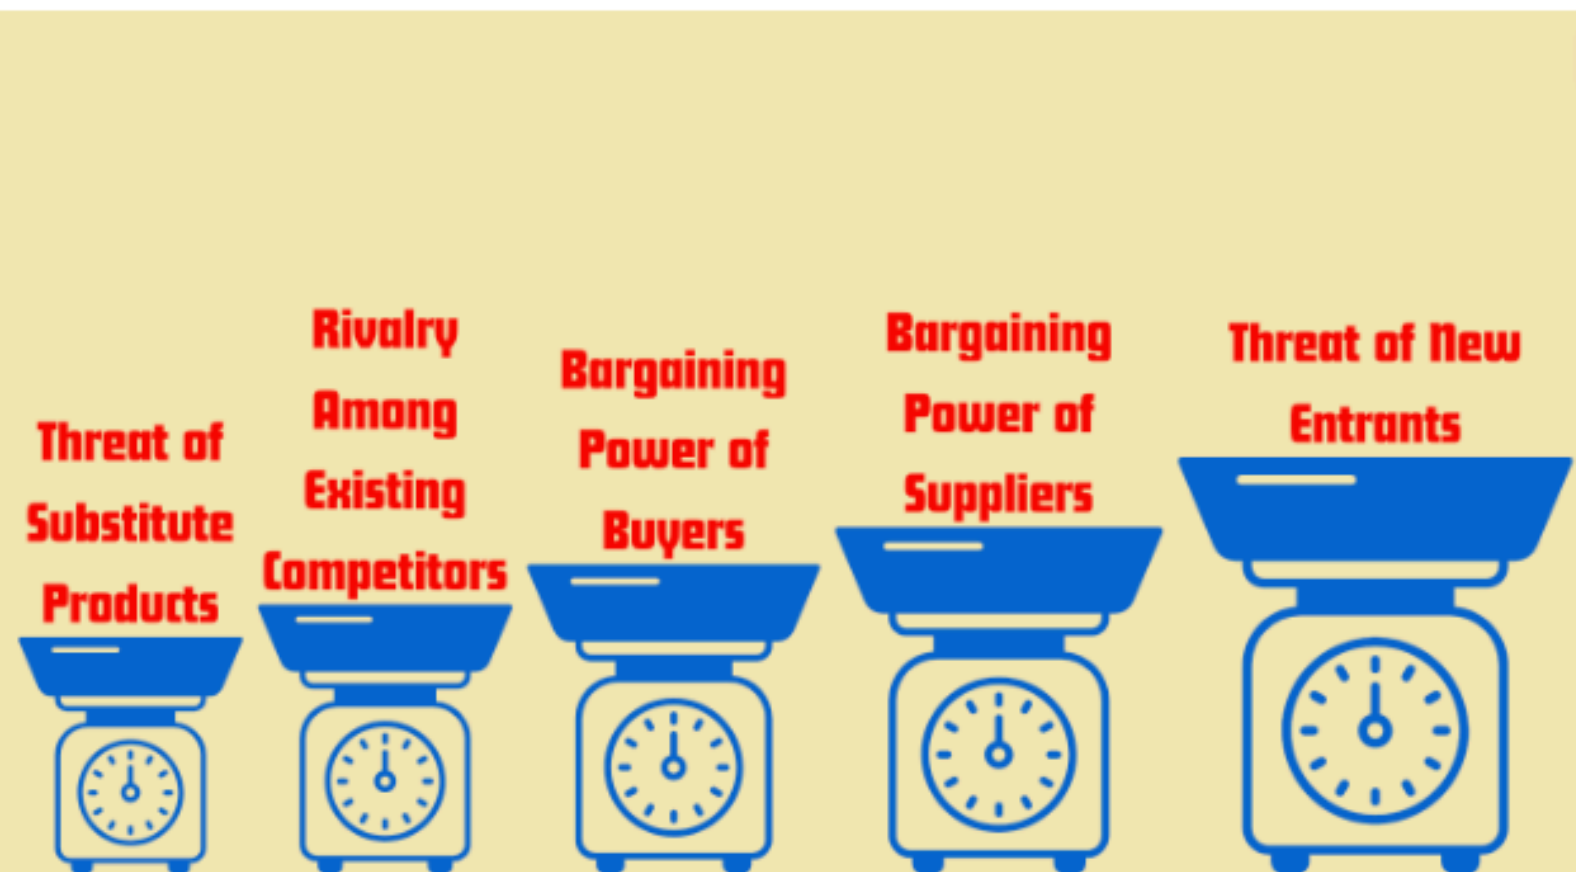 Threat of
Substitute
Products
Rivalry
Among
Existing
Competitors
Bargaining
Power of
Buyers
Bargaining
Power of
Suppliers
Threat of New
Entrants